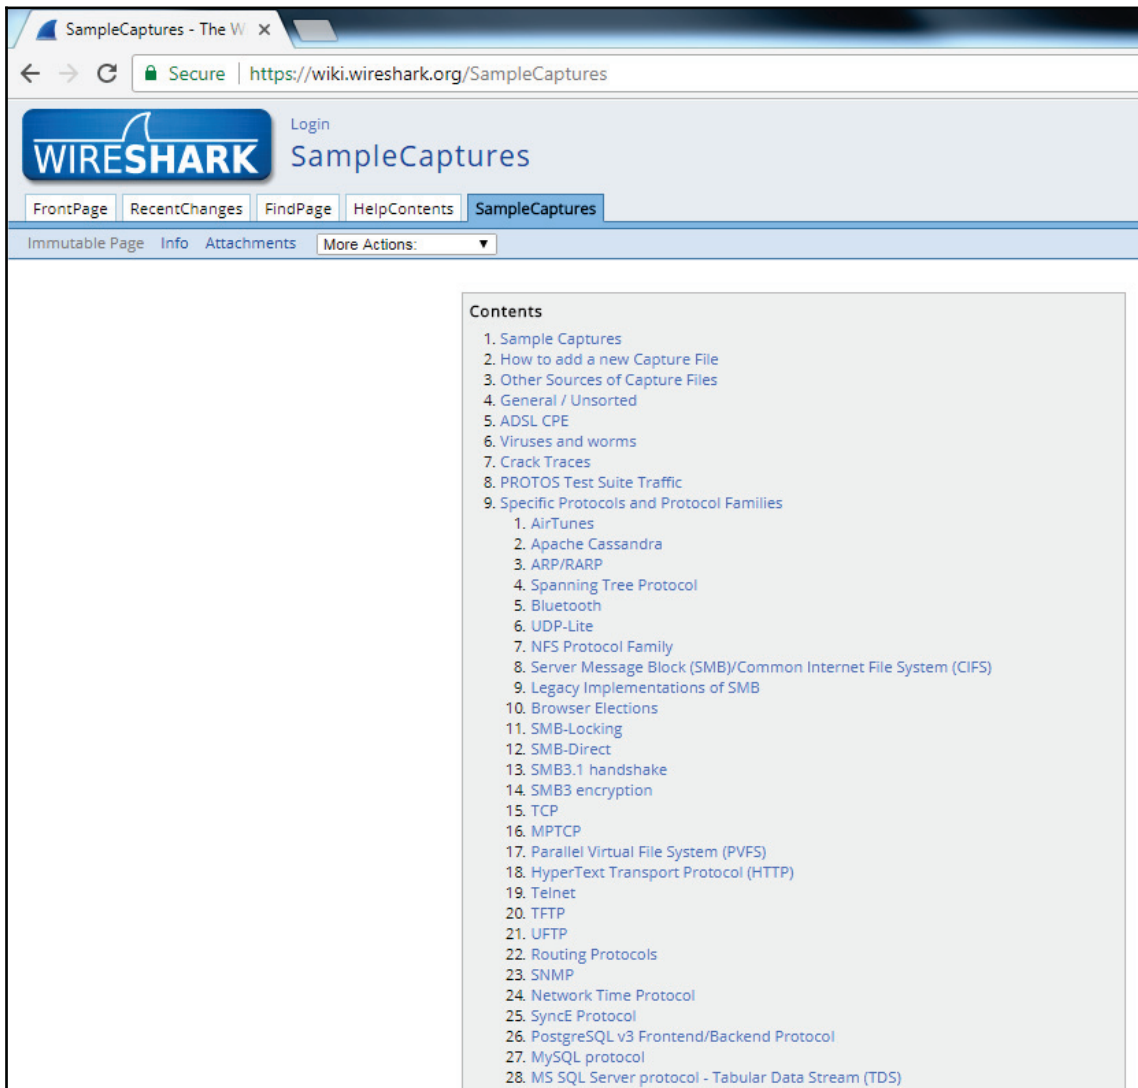 SampleCaptures - The W
Secure | https://wiki.wireshark.org/SampleCaptures
WIRESHARK
Login
SampleCaptures
FrontPage RecentChanges FindPage HelpContents SampleCaptures
Immutable Page Info Attachments More Actions:
Contents
1. Sample Captures
2. How to add a new Capture File
3. Other Sources of Capture Files
4. General / Unsorted
5. ADSL CPE
6. Viruses and worms
7. Crack Traces
8. PROTOS Test Suite Traffic
9. Specific Protocols and Protocol Families
1. AirTunes
2. Apache Cassandra
3. ARP/RARP
4. Spanning Tree Protocol
5. Bluetooth
6. UDP-Lite
7. NFS Protocol Family
8. Server Message Block (SMB)/Common Internet File System (CIFS)
9. Legacy Implementations of SMB
10. Browser Elections
11. SMB-Locking
12. SMB-Direct
13. SMB3.1 handshake
14. SMB3 encryption
15. TCP
16. MPTCP
17. Parallel Virtual File System (PVFS)
18. HyperText Transport Protocol (HTTP)
19. Telnet
20. TFTP
21. UFTP
22. Routing Protocols
23. SNMP
24. Network Time Protocol
25. SyncE Protocol
26. PostgreSQL v3 Frontend/Backend Protocol
27. MySQL protocol
28. MS SQL Server protocol - Tabular Data Stream (TDS)